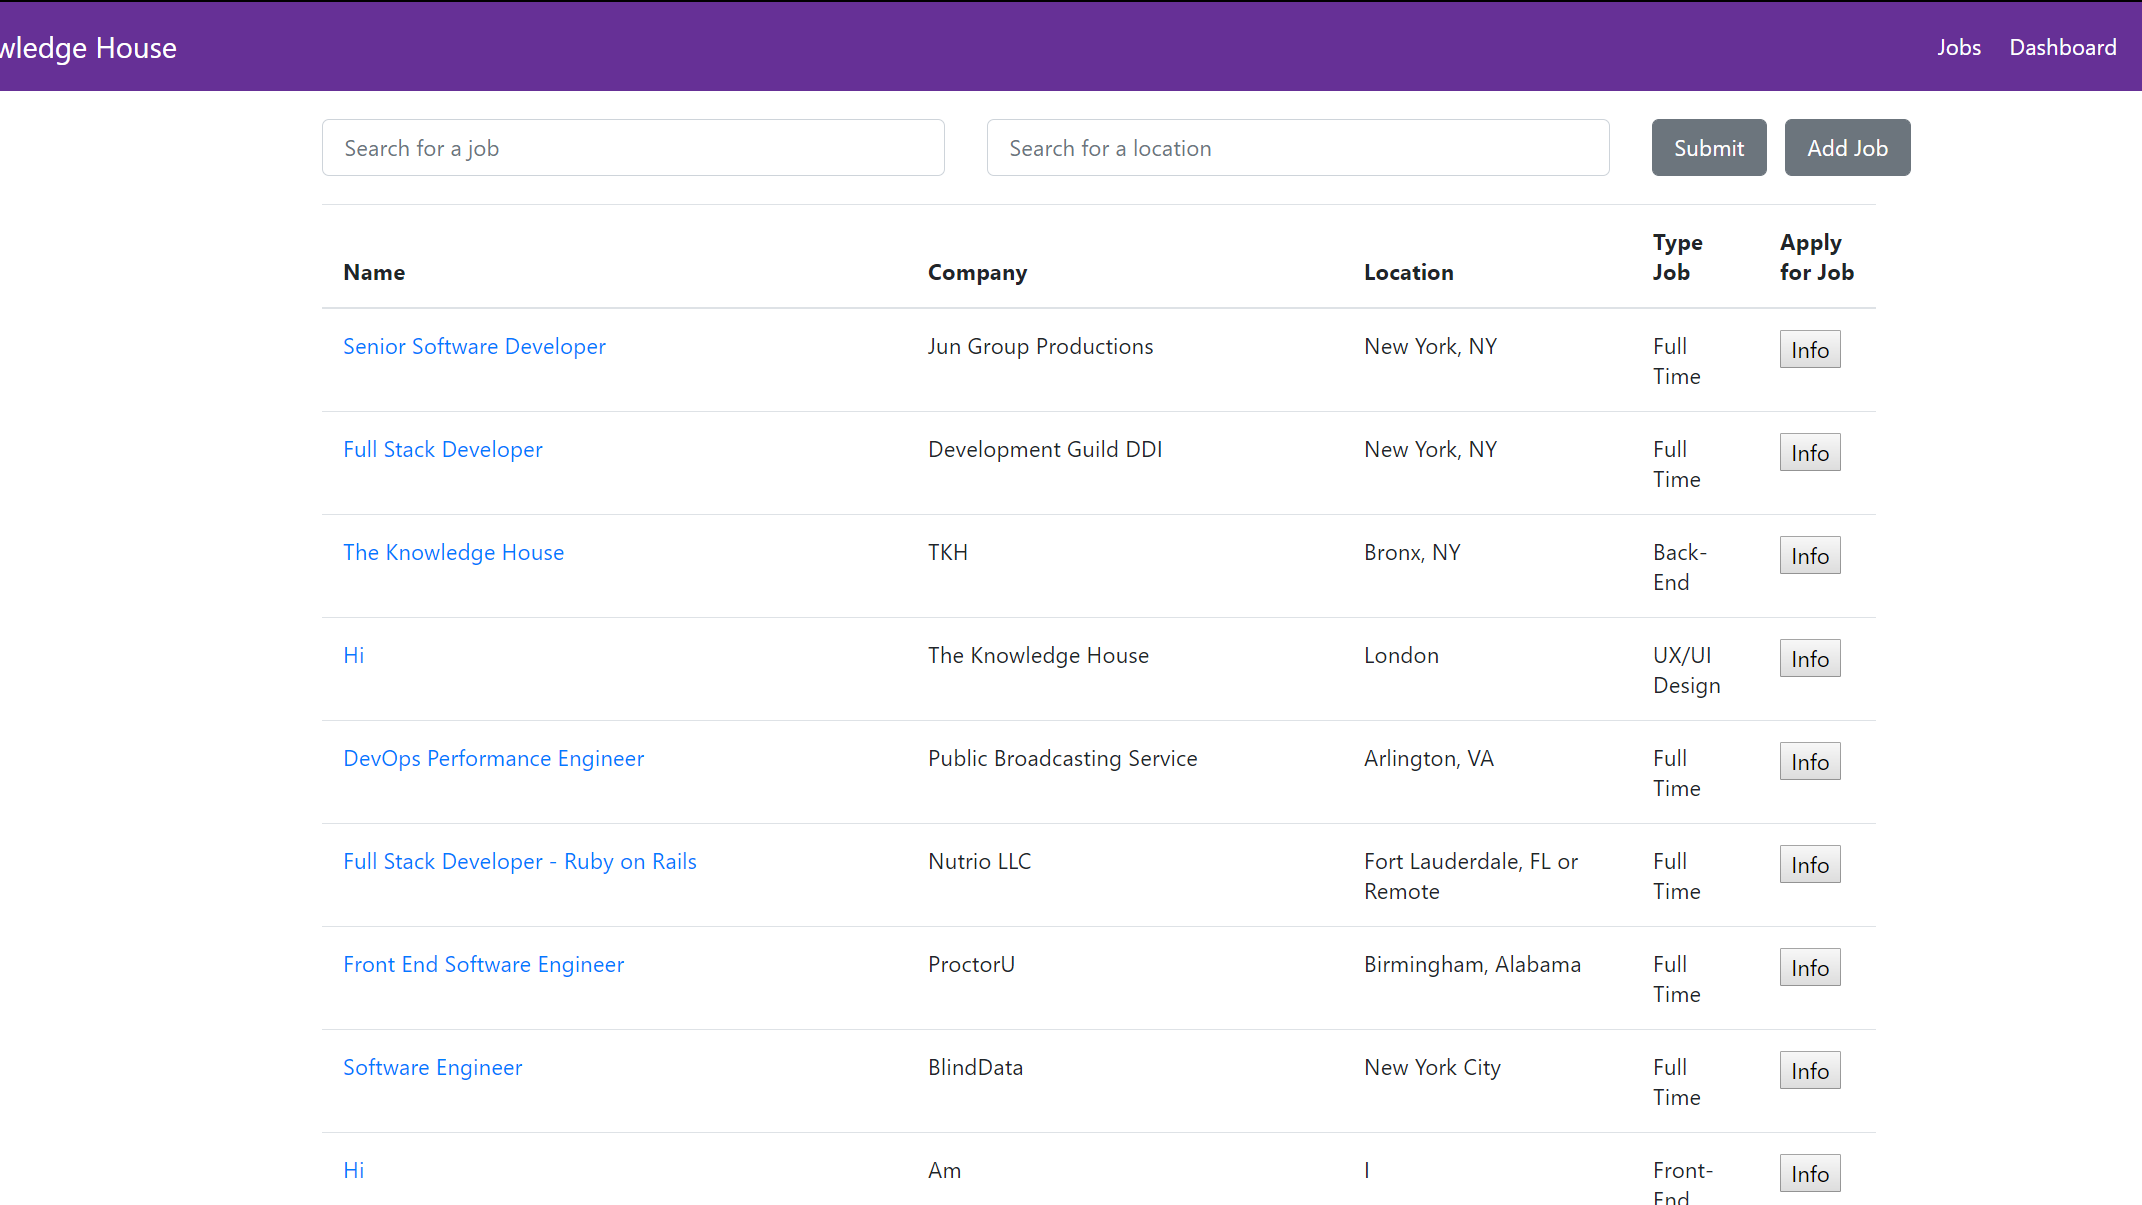 wledge House
Jobs Dashboard
Search for a job Search for a location Submit Add Job
Type Apply
Name Company Location Job for Job
Senior Software Developer Jun Group Productions New York, NY Full Info
Time
Full Stack Developer Development Guild DDI New York, NY Full Info
Time
The Knowledge House TKH Bronx, NY Back- Info
End
Hi The Knowledge House London UX/UI Info
Design
DevOps Performance Engineer Public Broadcasting Service Arlington, VA Full Info
Time
Full Stack Developer - Ruby on Rails Nutrio LLC Fort Lauderdale, FL or Full Info
Remote Time
Front End Software Engineer ProctorU Birmingham, Alabama Full Info
Time
Software Engineer BlindData New York City Full Info
Time
Hi Am I Front- Info
End